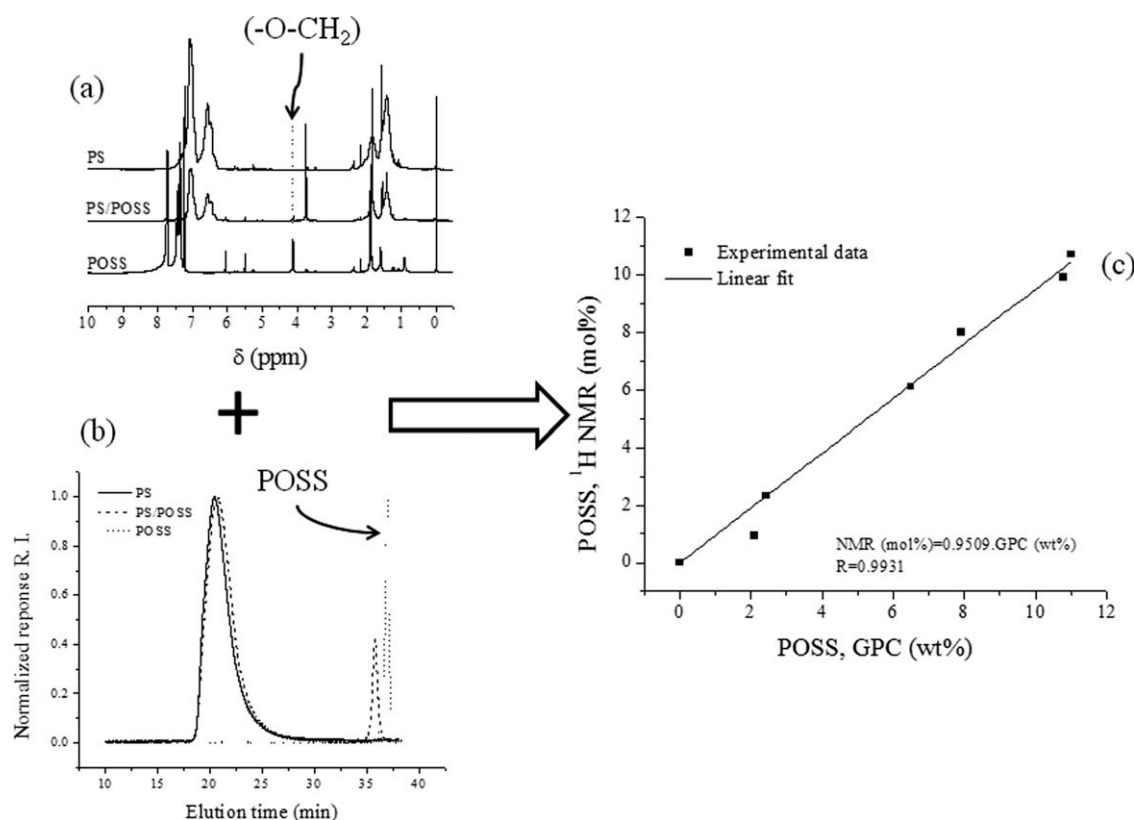 (-O-CH₂)
(a)
PS
PS/POSS
POSS
10 9 8 7 6 5 4 3 2 1 0
δ (ppm)
+
(b)
POSS
PS
PS/POSS
POSS
1.0
0.8
0.6
0.4
0.2
0.0
Normalized reponse R. I.
10 15 20 25 30 35 40
Elution time (min)
(c)
Experimental data
Linear fit
12
10
8
6
4
2
0
POSS, ¹H NMR (mol%)
NMR (mol%)=0.9509.GPC (wt%)
R=0.9931
0 2 4 6 8 10 12
POSS, GPC (wt%)